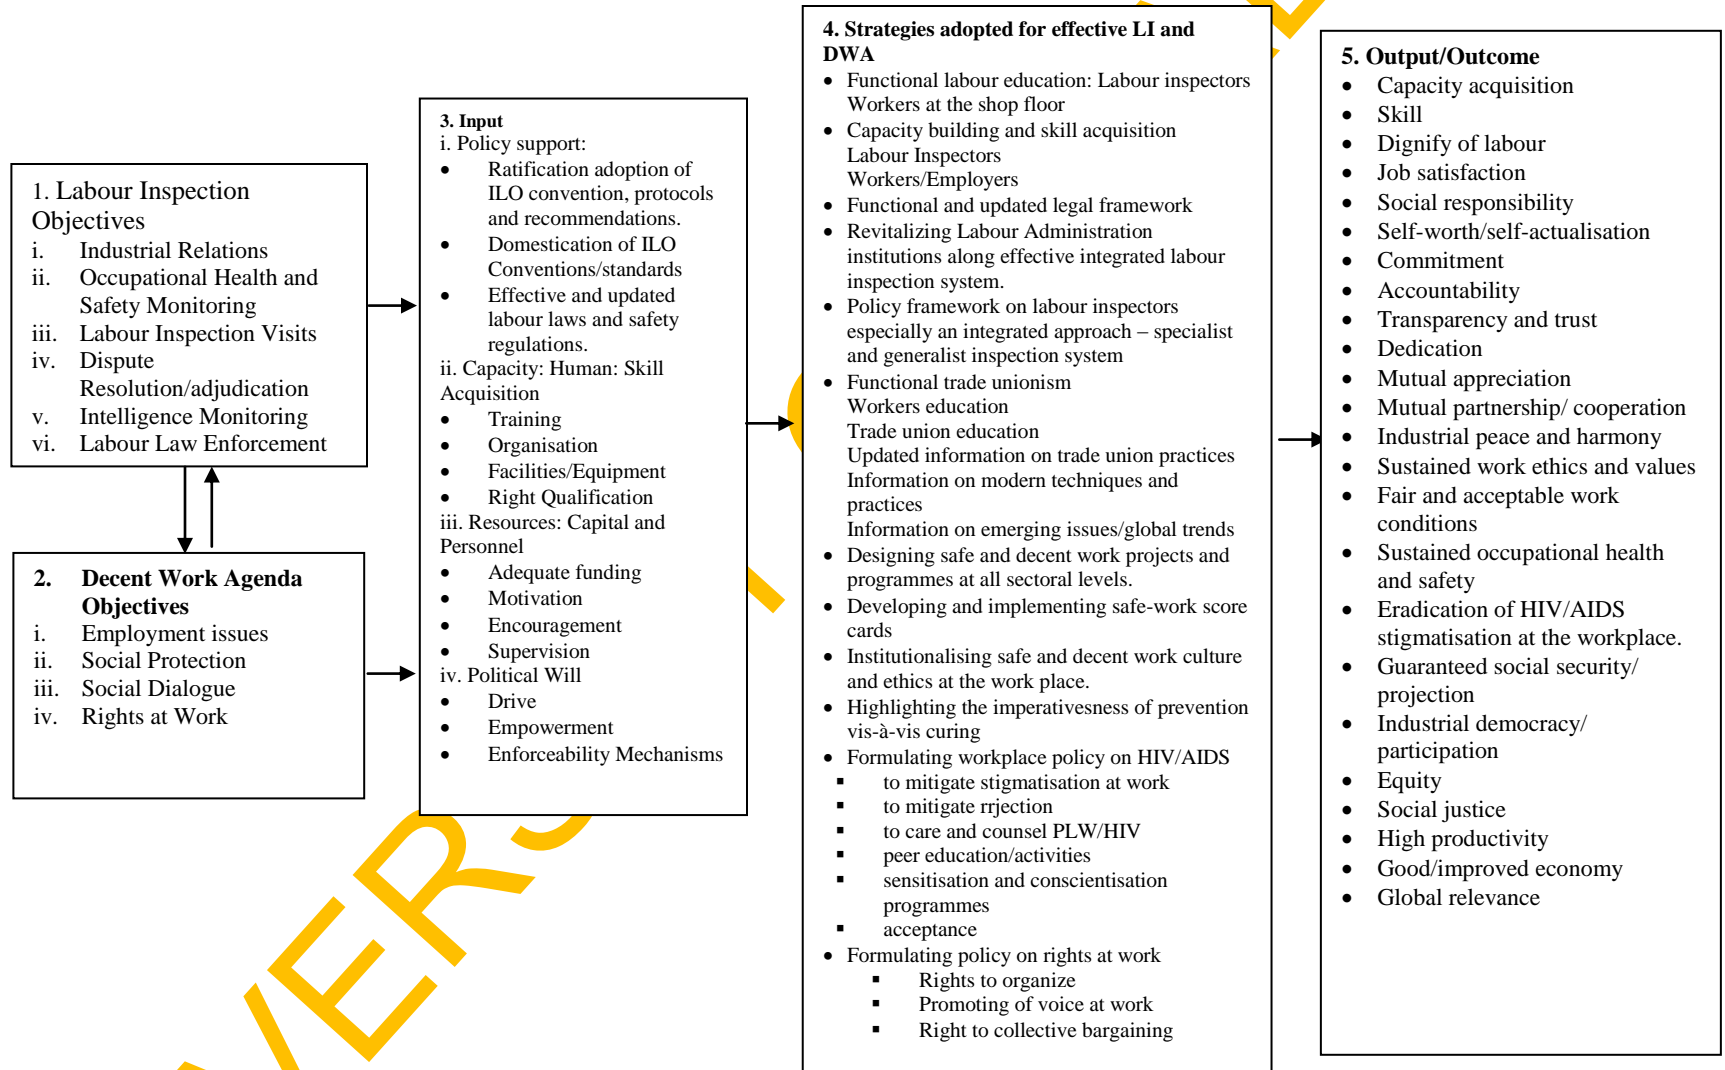 1. Labour Inspection
Objectives
i. Industrial Relations
ii. Occupational Health and
Safety Monitoring
iii. Labour Inspection Visits
iv. Dispute
Resolution/adjudication
v. Intelligence Monitoring
vi. Labour Law Enforcement
2. Decent Work Agenda
Objectives
i. Employment issues
ii. Social Protection
iii. Social Dialogue
iv. Rights at Work
3. Input
i. Policy support:
• Ratification adoption of
ILO convention, protocols
and recommendations.
• Domestication of ILO
Conventions/standards
• Effective and updated
labour laws and safety
regulations.
ii. Capacity: Human: Skill
Acquisition
• Training
• Organisation
• Facilities/Equipment
• Right Qualification
iii. Resources: Capital and
Personnel
• Adequate funding
• Motivation
• Encouragement
• Supervision
iv. Political Will
• Drive
• Empowerment
• Enforceability Mechanisms
4. Strategies adopted for effective LI and
DWA
• Functional labour education: Labour inspectors
Workers at the shop floor
• Capacity building and skill acquisition
Labour Inspectors
Workers/Employers
• Functional and updated legal framework
• Revitalizing Labour Administration
institutions along effective integrated labour
inspection system.
• Policy framework on labour inspectors
especially an integrated approach – specialist
and generalist inspection system
• Functional trade unionism
Workers education
Trade union education
Updated information on trade union practices
Information on modern techniques and
practices
Information on emerging issues/global trends
• Designing safe and decent work projects and
programmes at all sectoral levels.
• Developing and implementing safe-work score
cards
• Institutionalising safe and decent work culture
and ethics at the work place.
• Highlighting the imperativesness of prevention
vis-à-vis curing
• Formulating workplace policy on HIV/AIDS
▪ to mitigate stigmatisation at work
▪ to mitigate rrjection
▪ to care and counsel PLW/HIV
▪ peer education/activities
▪ sensitisation and conscientisation
programmes
▪ acceptance
• Formulating policy on rights at work
▪ Rights to organize
▪ Promoting of voice at work
▪ Right to collective bargaining
5. Output/Outcome
• Capacity acquisition
• Skill
• Dignify of labour
• Job satisfaction
• Social responsibility
• Self-worth/self-actualisation
• Commitment
• Accountability
• Transparency and trust
• Dedication
• Mutual appreciation
• Mutual partnership/ cooperation
• Industrial peace and harmony
• Sustained work ethics and values
• Fair and acceptable work
conditions
• Sustained occupational health
and safety
• Eradication of HIV/AIDS
stigmatisation at the workplace.
• Guaranteed social security/
projection
• Industrial democracy/
participation
• Equity
• Social justice
• High productivity
• Good/improved economy
• Global relevance